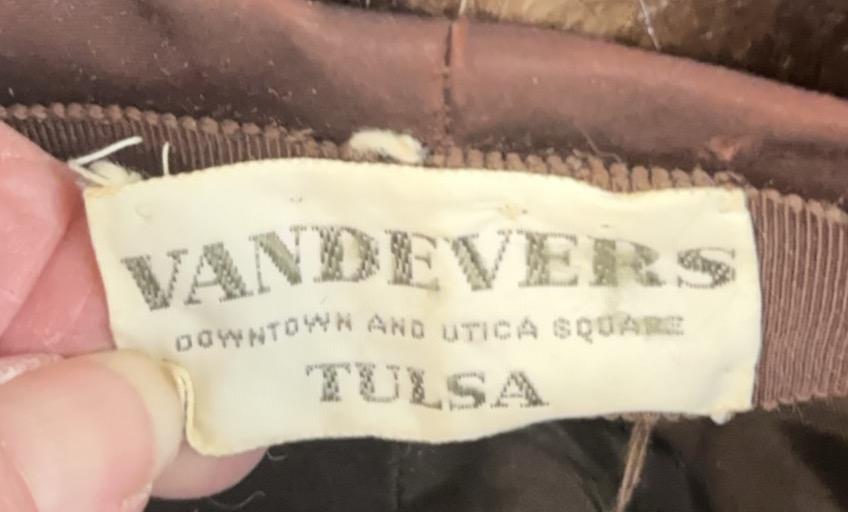 VANDEVERS
DOWNTOWN AND UTICA SQUARE
TULSA